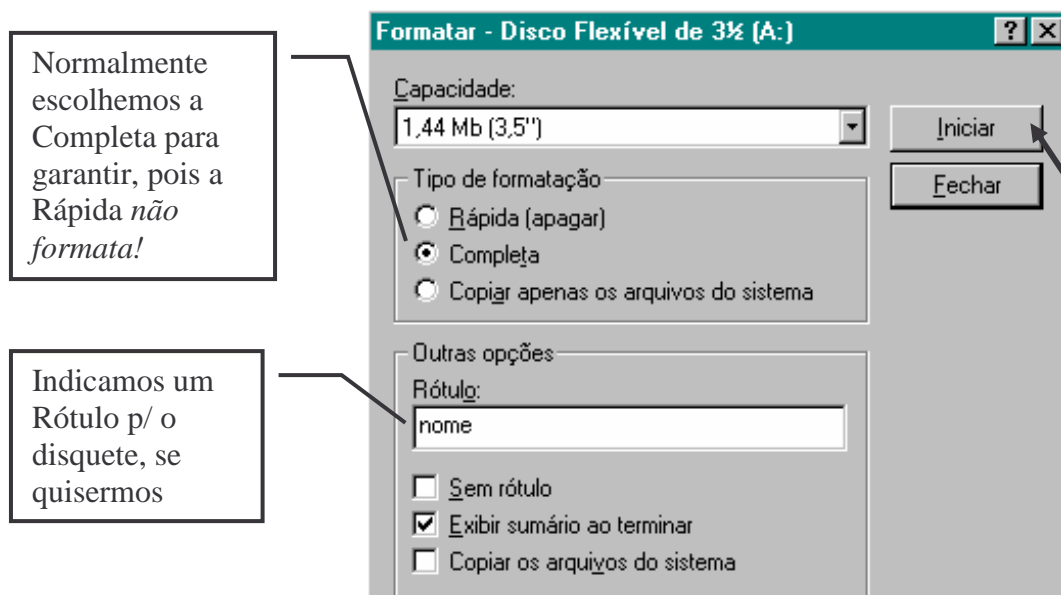 Normalmente
escolhemos a
Completa para
garantir, pois a
Rápida não
formata!
Indicamos um
Rótulo p/ o
disquete, se
quisermos
Formatar - Disco Flexível de 3½ (A:)
Capacidade:
1,44 Mb (3,5")
Iniciar
Fechar
Tipo de formatação
Rápida (apagar)
Completa
Copiar apenas os arquivos do sistema
Outras opções
Rótulo:
nome
Sem rótulo
Exibir sumário ao terminar
Copiar os arquivos do sistema